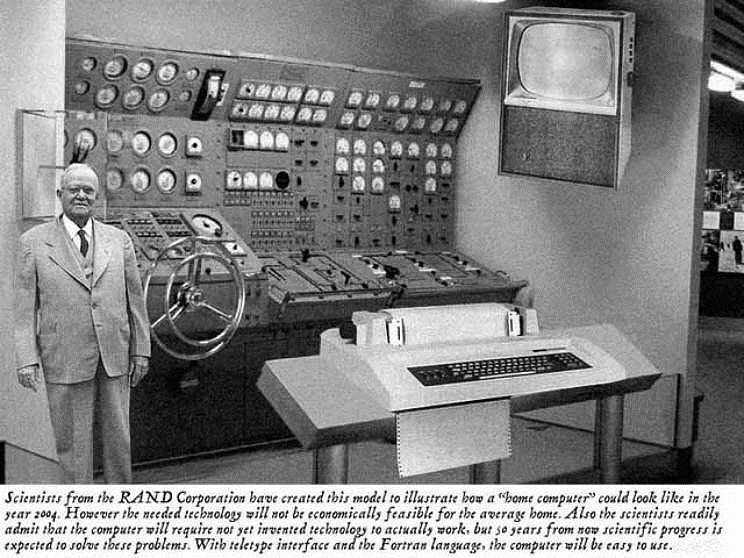 Scientists from the RAND Corporation have created this model to illustrate how a "home computer" could look like in the
year 2004. However the needed technology will not be economically feasible for the average home. Also the scientists readily
admit that the computer will require not yet invented technology to actually work, but 50 years from now scientific progress is
expected to solve these problems. With teletype interface and the Fortran language, the computer will be easy to use.